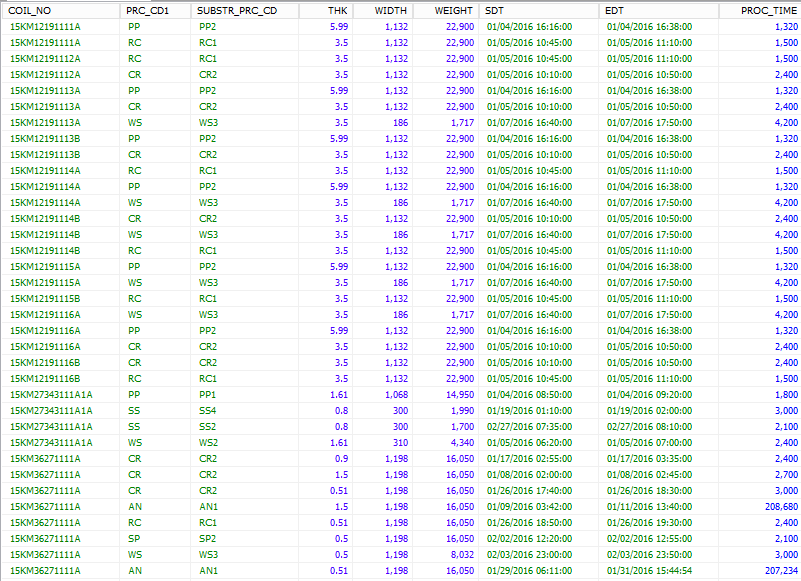 COIL_NO PRC_CD1 SUBSTR_PRC_CD THK WIDTH WEIGHT SDT EDT PROC_TIME
15KM12191111A PP PP2 5.99 1,132 22,900 01/04/2016 16:16:00 01/04/2016 16:38:00 1,320
15KM12191111A RC RC1 3.5 1,132 22,900 01/05/2016 10:45:00 01/05/2016 11:10:00 1,500
15KM12191112A RC RC1 3.5 1,132 22,900 01/05/2016 10:45:00 01/05/2016 11:10:00 1,500
15KM12191112A CR CR2 3.5 1,132 22,900 01/05/2016 10:10:00 01/05/2016 10:50:00 2,400
15KM12191113A PP PP2 5.99 1,132 22,900 01/04/2016 16:16:00 01/04/2016 16:38:00 1,320
15KM12191113A CR CR2 3.5 1,132 22,900 01/05/2016 10:10:00 01/05/2016 10:50:00 2,400
15KM12191113A WS WS3 3.5 186 1,717 01/07/2016 16:40:00 01/07/2016 17:50:00 4,200
15KM12191113B PP PP2 5.99 1,132 22,900 01/04/2016 16:16:00 01/04/2016 16:38:00 1,320
15KM12191113B CR CR2 3.5 1,132 22,900 01/05/2016 10:10:00 01/05/2016 10:50:00 2,400
15KM12191114A RC RC1 3.5 1,132 22,900 01/05/2016 10:45:00 01/05/2016 11:10:00 1,500
15KM12191114A PP PP2 5.99 1,132 22,900 01/04/2016 16:16:00 01/04/2016 16:38:00 1,320
15KM12191114A WS WS3 3.5 186 1,717 01/07/2016 16:40:00 01/07/2016 17:50:00 4,200
15KM12191114B CR CR2 3.5 1,132 22,900 01/05/2016 10:10:00 01/05/2016 10:50:00 2,400
15KM12191114B WS WS3 3.5 186 1,717 01/07/2016 16:40:00 01/07/2016 17:50:00 4,200
15KM12191114B RC RC1 3.5 1,132 22,900 01/05/2016 10:45:00 01/05/2016 11:10:00 1,500
15KM12191115A PP PP2 5.99 1,132 22,900 01/04/2016 16:16:00 01/04/2016 16:38:00 1,320
15KM12191115A WS WS3 3.5 186 1,717 01/07/2016 16:40:00 01/07/2016 17:50:00 4,200
15KM12191115B RC RC1 3.5 1,132 22,900 01/05/2016 10:45:00 01/05/2016 11:10:00 1,500
15KM12191116A WS WS3 3.5 186 1,717 01/07/2016 16:40:00 01/07/2016 17:50:00 4,200
15KM12191116A PP PP2 5.99 1,132 22,900 01/04/2016 16:16:00 01/04/2016 16:38:00 1,320
15KM12191116A CR CR2 3.5 1,132 22,900 01/05/2016 10:10:00 01/05/2016 10:50:00 2,400
15KM12191116B CR CR2 3.5 1,132 22,900 01/05/2016 10:10:00 01/05/2016 10:50:00 2,400
15KM12191116B RC RC1 3.5 1,132 22,900 01/05/2016 10:45:00 01/05/2016 11:10:00 1,500
15KM27343111A1A PP PP1 1.61 1,068 14,950 01/04/2016 08:50:00 01/04/2016 09:20:00 1,800
15KM27343111A1A SS SS4 0.8 300 1,990 01/19/2016 01:10:00 01/19/2016 02:00:00 3,000
15KM27343111A1A SS SS2 0.8 300 1,700 02/27/2016 07:35:00 02/27/2016 08:10:00 2,100
15KM27343111A1A WS WS2 1.61 310 4,340 01/05/2016 06:20:00 01/05/2016 07:00:00 2,400
15KM36271111A CR CR2 0.9 1,198 16,050 01/17/2016 02:55:00 01/17/2016 03:35:00 2,400
15KM36271111A CR CR2 1.5 1,198 16,050 01/08/2016 02:00:00 01/08/2016 02:45:00 2,700
15KM36271111A CR CR2 0.51 1,198 16,050 01/26/2016 17:40:00 01/26/2016 18:30:00 3,000
15KM36271111A AN AN1 1.5 1,198 16,050 01/09/2016 03:42:00 01/11/2016 13:40:00 208,680
15KM36271111A RC RC1 0.51 1,198 16,050 01/26/2016 18:50:00 01/26/2016 19:30:00 2,400
15KM36271111A SP SP2 0.5 1,198 16,050 02/02/2016 12:20:00 02/02/2016 12:55:00 2,100
15KM36271111A WS WS3 0.5 1,198 8,032 02/03/2016 23:00:00 02/03/2016 23:50:00 3,000
15KM36271111A AN AN1 0.51 1,198 16,050 01/29/2016 06:11:00 01/31/2016 15:44:54 207,234